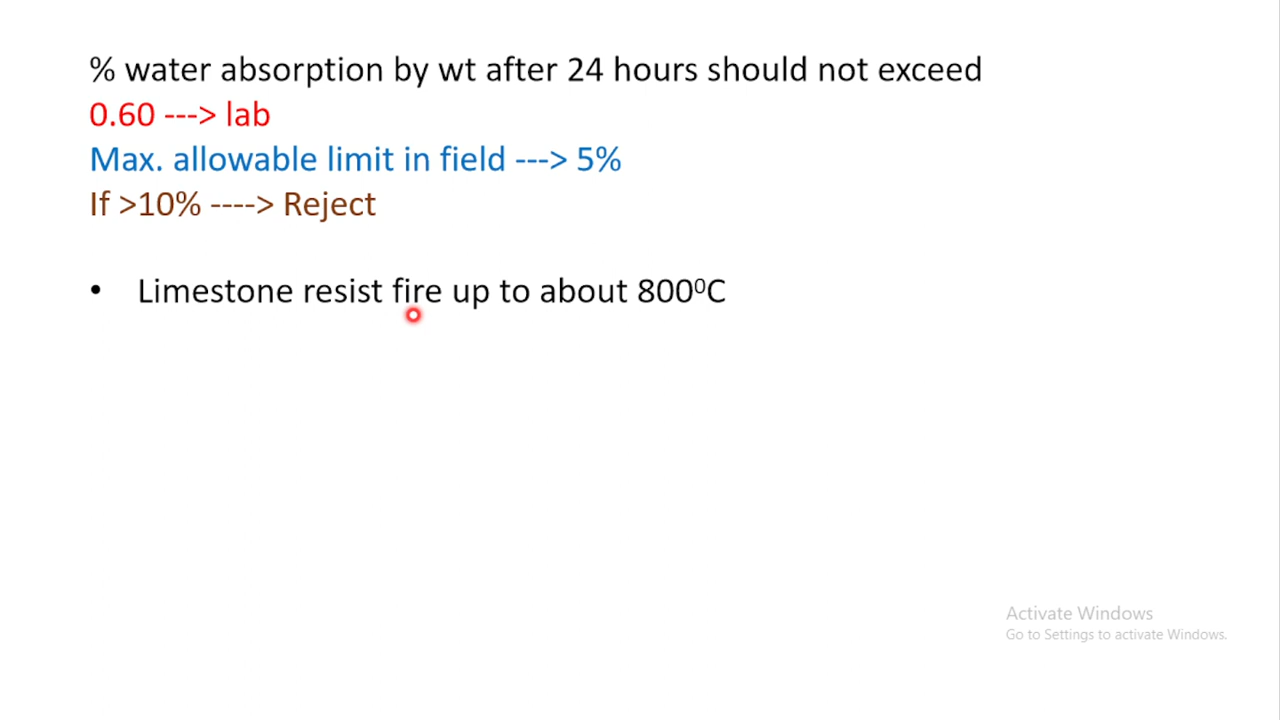 % water absorption by wt after 24 hours should not exceed
0.60 ---> lab
Max. allowable limit in field ---> 5%
If >10% ----> Reject
• Limestone resist fire up to about 800⁰C
Activate Windows
Go to Settings to activate Windows.